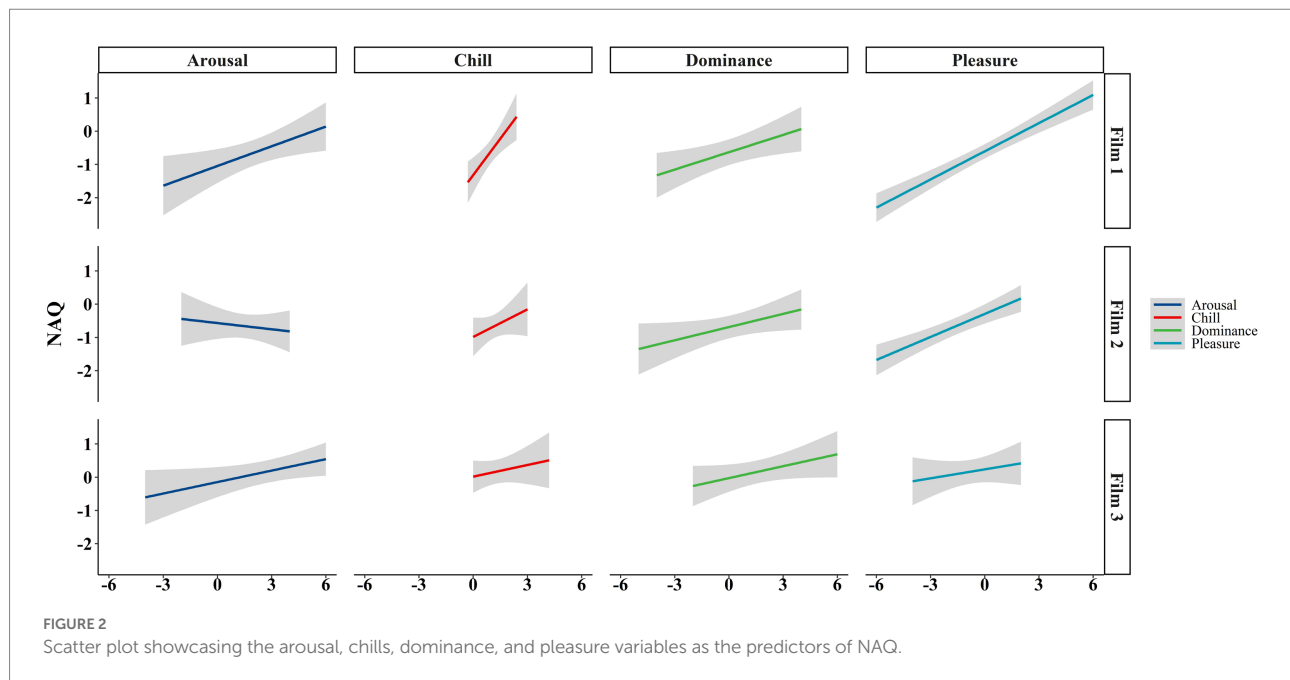 Arousal Chill Dominance Pleasure
1
0
-1
-2
Film 1
NAQ
1
0
-1
-2
Film 2
Arousal
Chill
Dominance
Pleasure
1
0
-1
-2
Film 3
-6 -3 0 3 6 -6 -3 0 3 6 -6 -3 0 3 6 -6 -3 0 3 6
FIGURE 2
Scatter plot showcasing the arousal, chills, dominance, and pleasure variables as the predictors of NAQ.